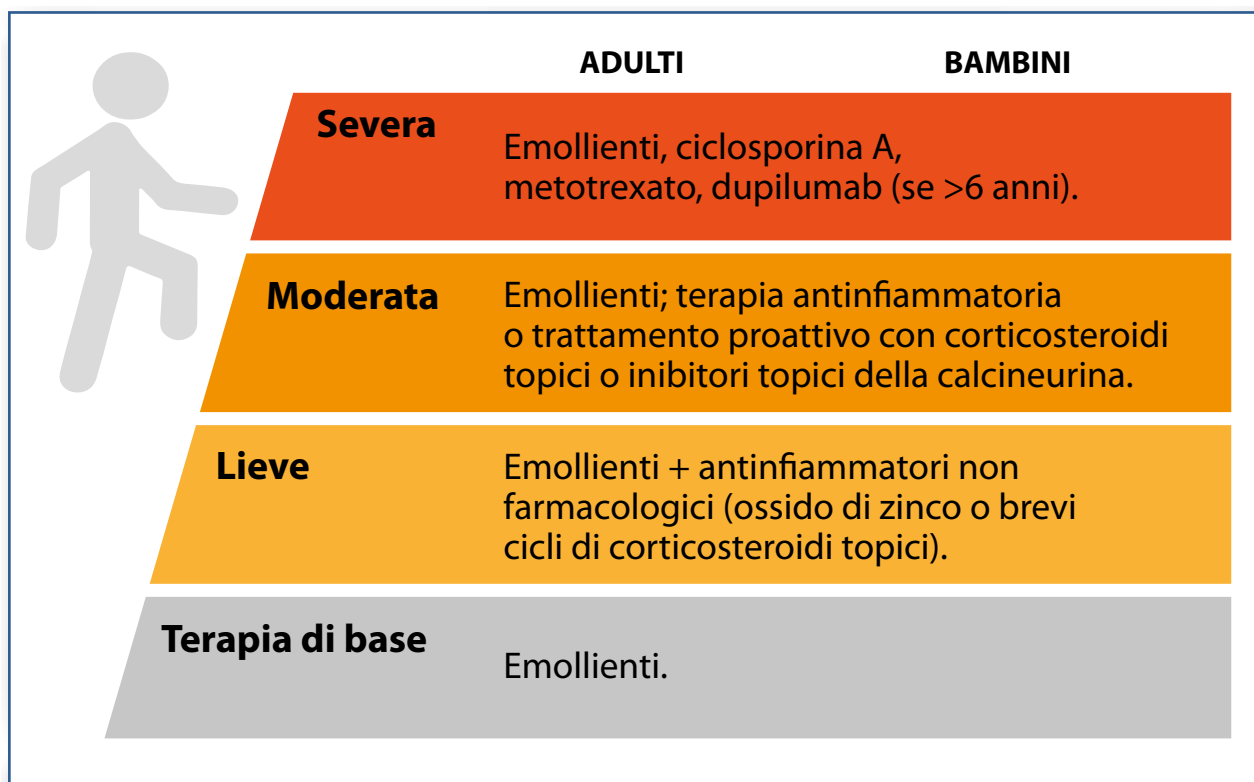 ADULTI BAMBINI
Severa
Emollienti, ciclosporina A,
metotrexato, dupilumab (se >6 anni).
Moderata
Emollienti; terapia antinfiammatoria
o trattamento proattivo con corticosteroidi
topici o inibitori topici della calcineurina.
Lieve
Emollienti + antinfiammatori non
farmacologici (ossido di zinco o brevi
cicli di corticosteroidi topici).
Terapia di base
Emollienti.